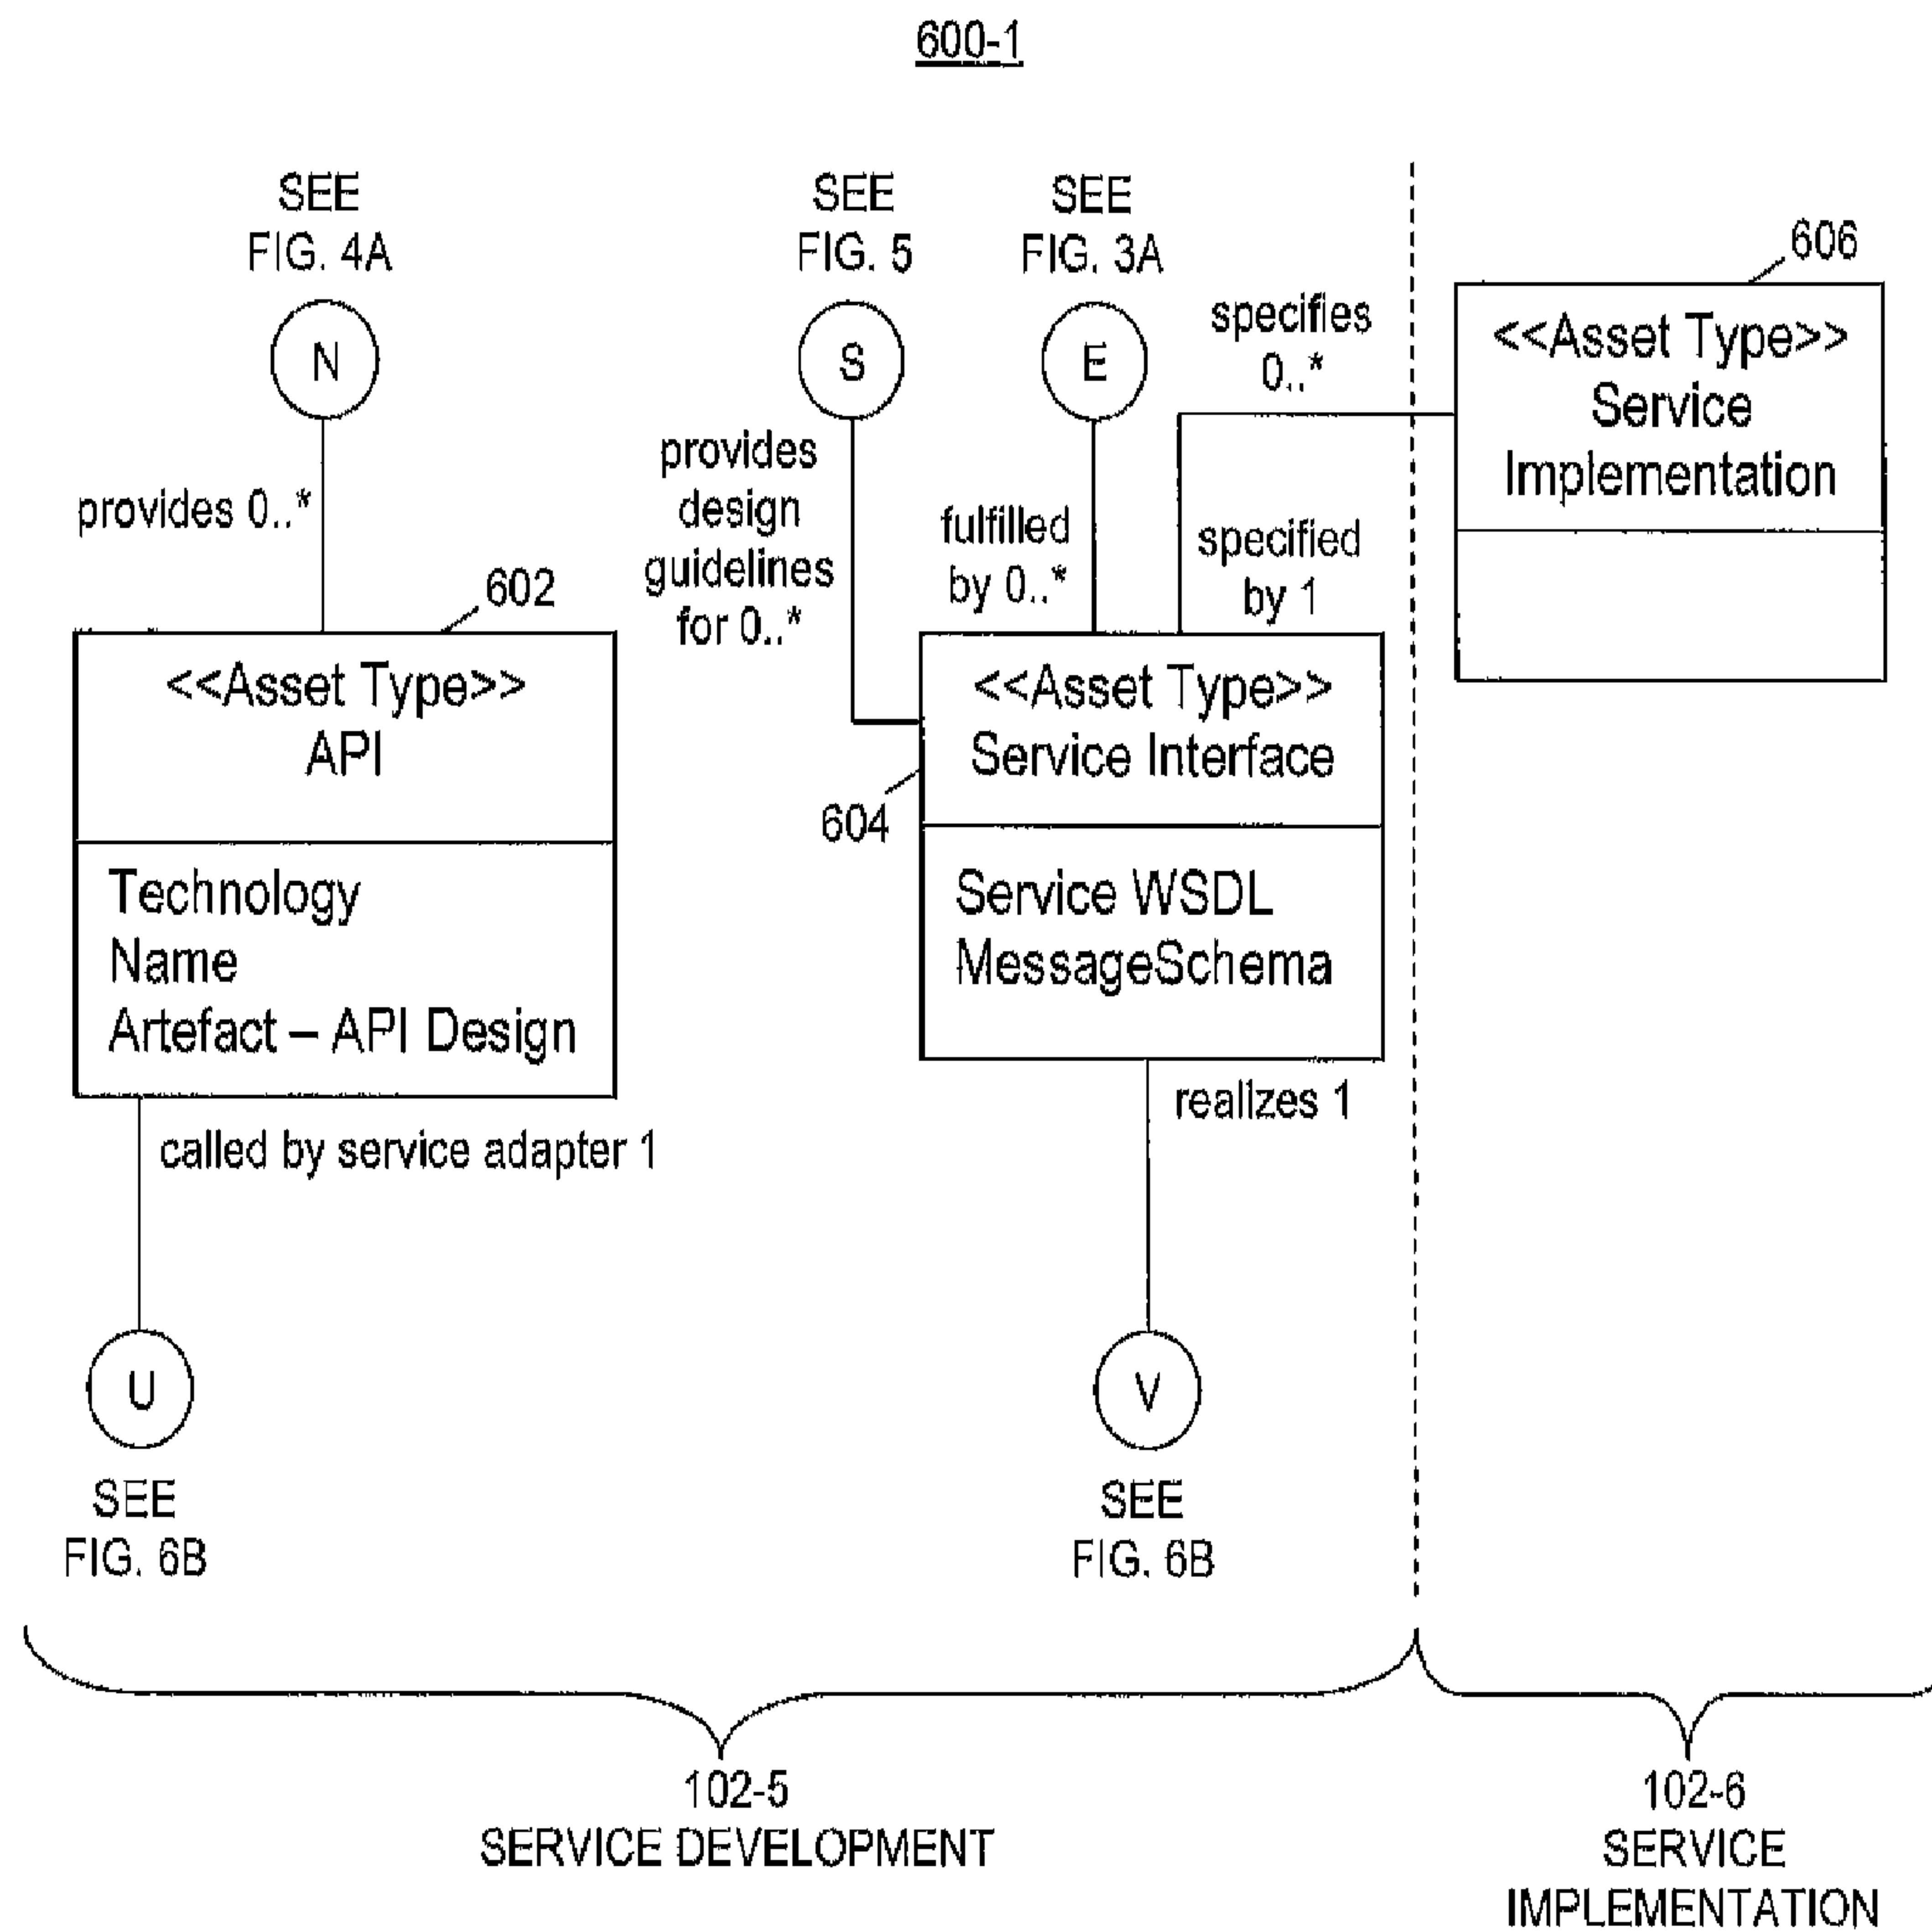 600-1
SEE
FIG. 4A
N
provides 0..*
SEE
FIG. 5
S
provides
design
guidelines
for 0..*
SEE
FIG. 3A
E
fulfilled
by 0..*
specifies
0..*
specified
by 1
606
<<Asset Type>>
Service
Implementation
602
<<Asset Type>>
API
Technology
Name
Artefact – API Design
called by service adapter 1
U
SEE
FIG. 6B
604
<<Asset Type>>
Service Interface
Service WSDL
MessageSchema
realizes 1
V
SEE
FIG. 6B
102-5
SERVICE DEVELOPMENT
102-6
SERVICE
IMPLEMENTATION